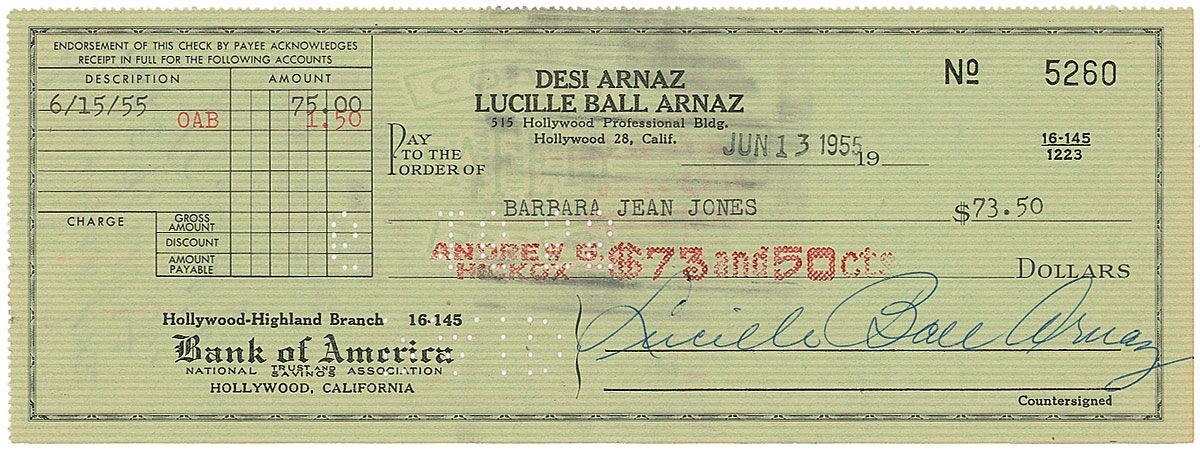 ENDORSEMENT OF THIS CHECK BY PAYEE ACKNOWLEDGES
RECEIPT IN FULL FOR THE FOLLOWING ACCOUNTS
DESCRIPTION AMOUNT
6/15/55 75.00
OAB 1.50
CHARGE
GROSS AMOUNT
DISCOUNT
AMOUNT PAYABLE
DESI ARNAZ
LUCILLE BALL ARNAZ
515 Hollywood Professional Bldg.
Hollywood 28, Calif.
Nº 5260
JUN 13 1955 19
16-145
1223
PAY TO THE ORDER OF
BARBARA JEAN JONES $73.50
ANDREW G. HICKOX $73 and 50 cts DOLLARS
Hollywood-Highland Branch 16-145
Bank of America
NATIONAL TRUST AND SAVINGS ASSOCIATION
HOLLYWOOD, CALIFORNIA
Lucille Ball Arnaz
Countersigned